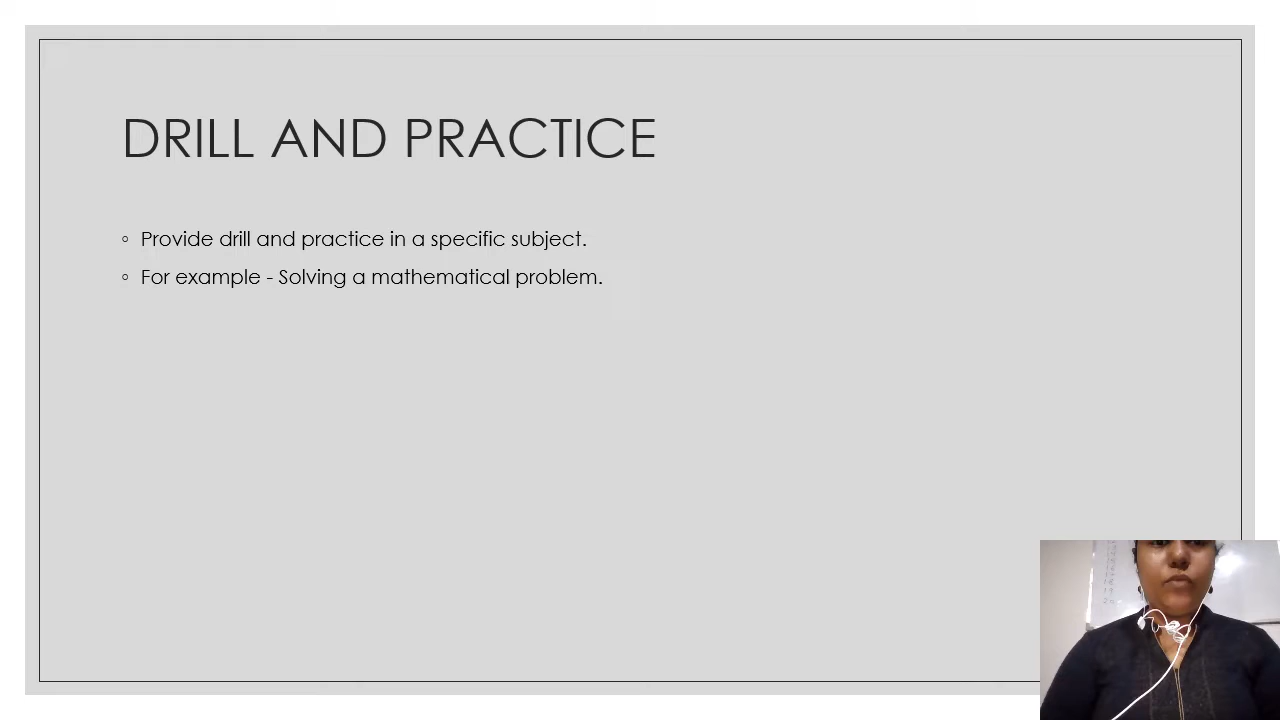 DRILL AND PRACTICE
◦ Provide drill and practice in a specific subject.
◦ For example - Solving a mathematical problem.